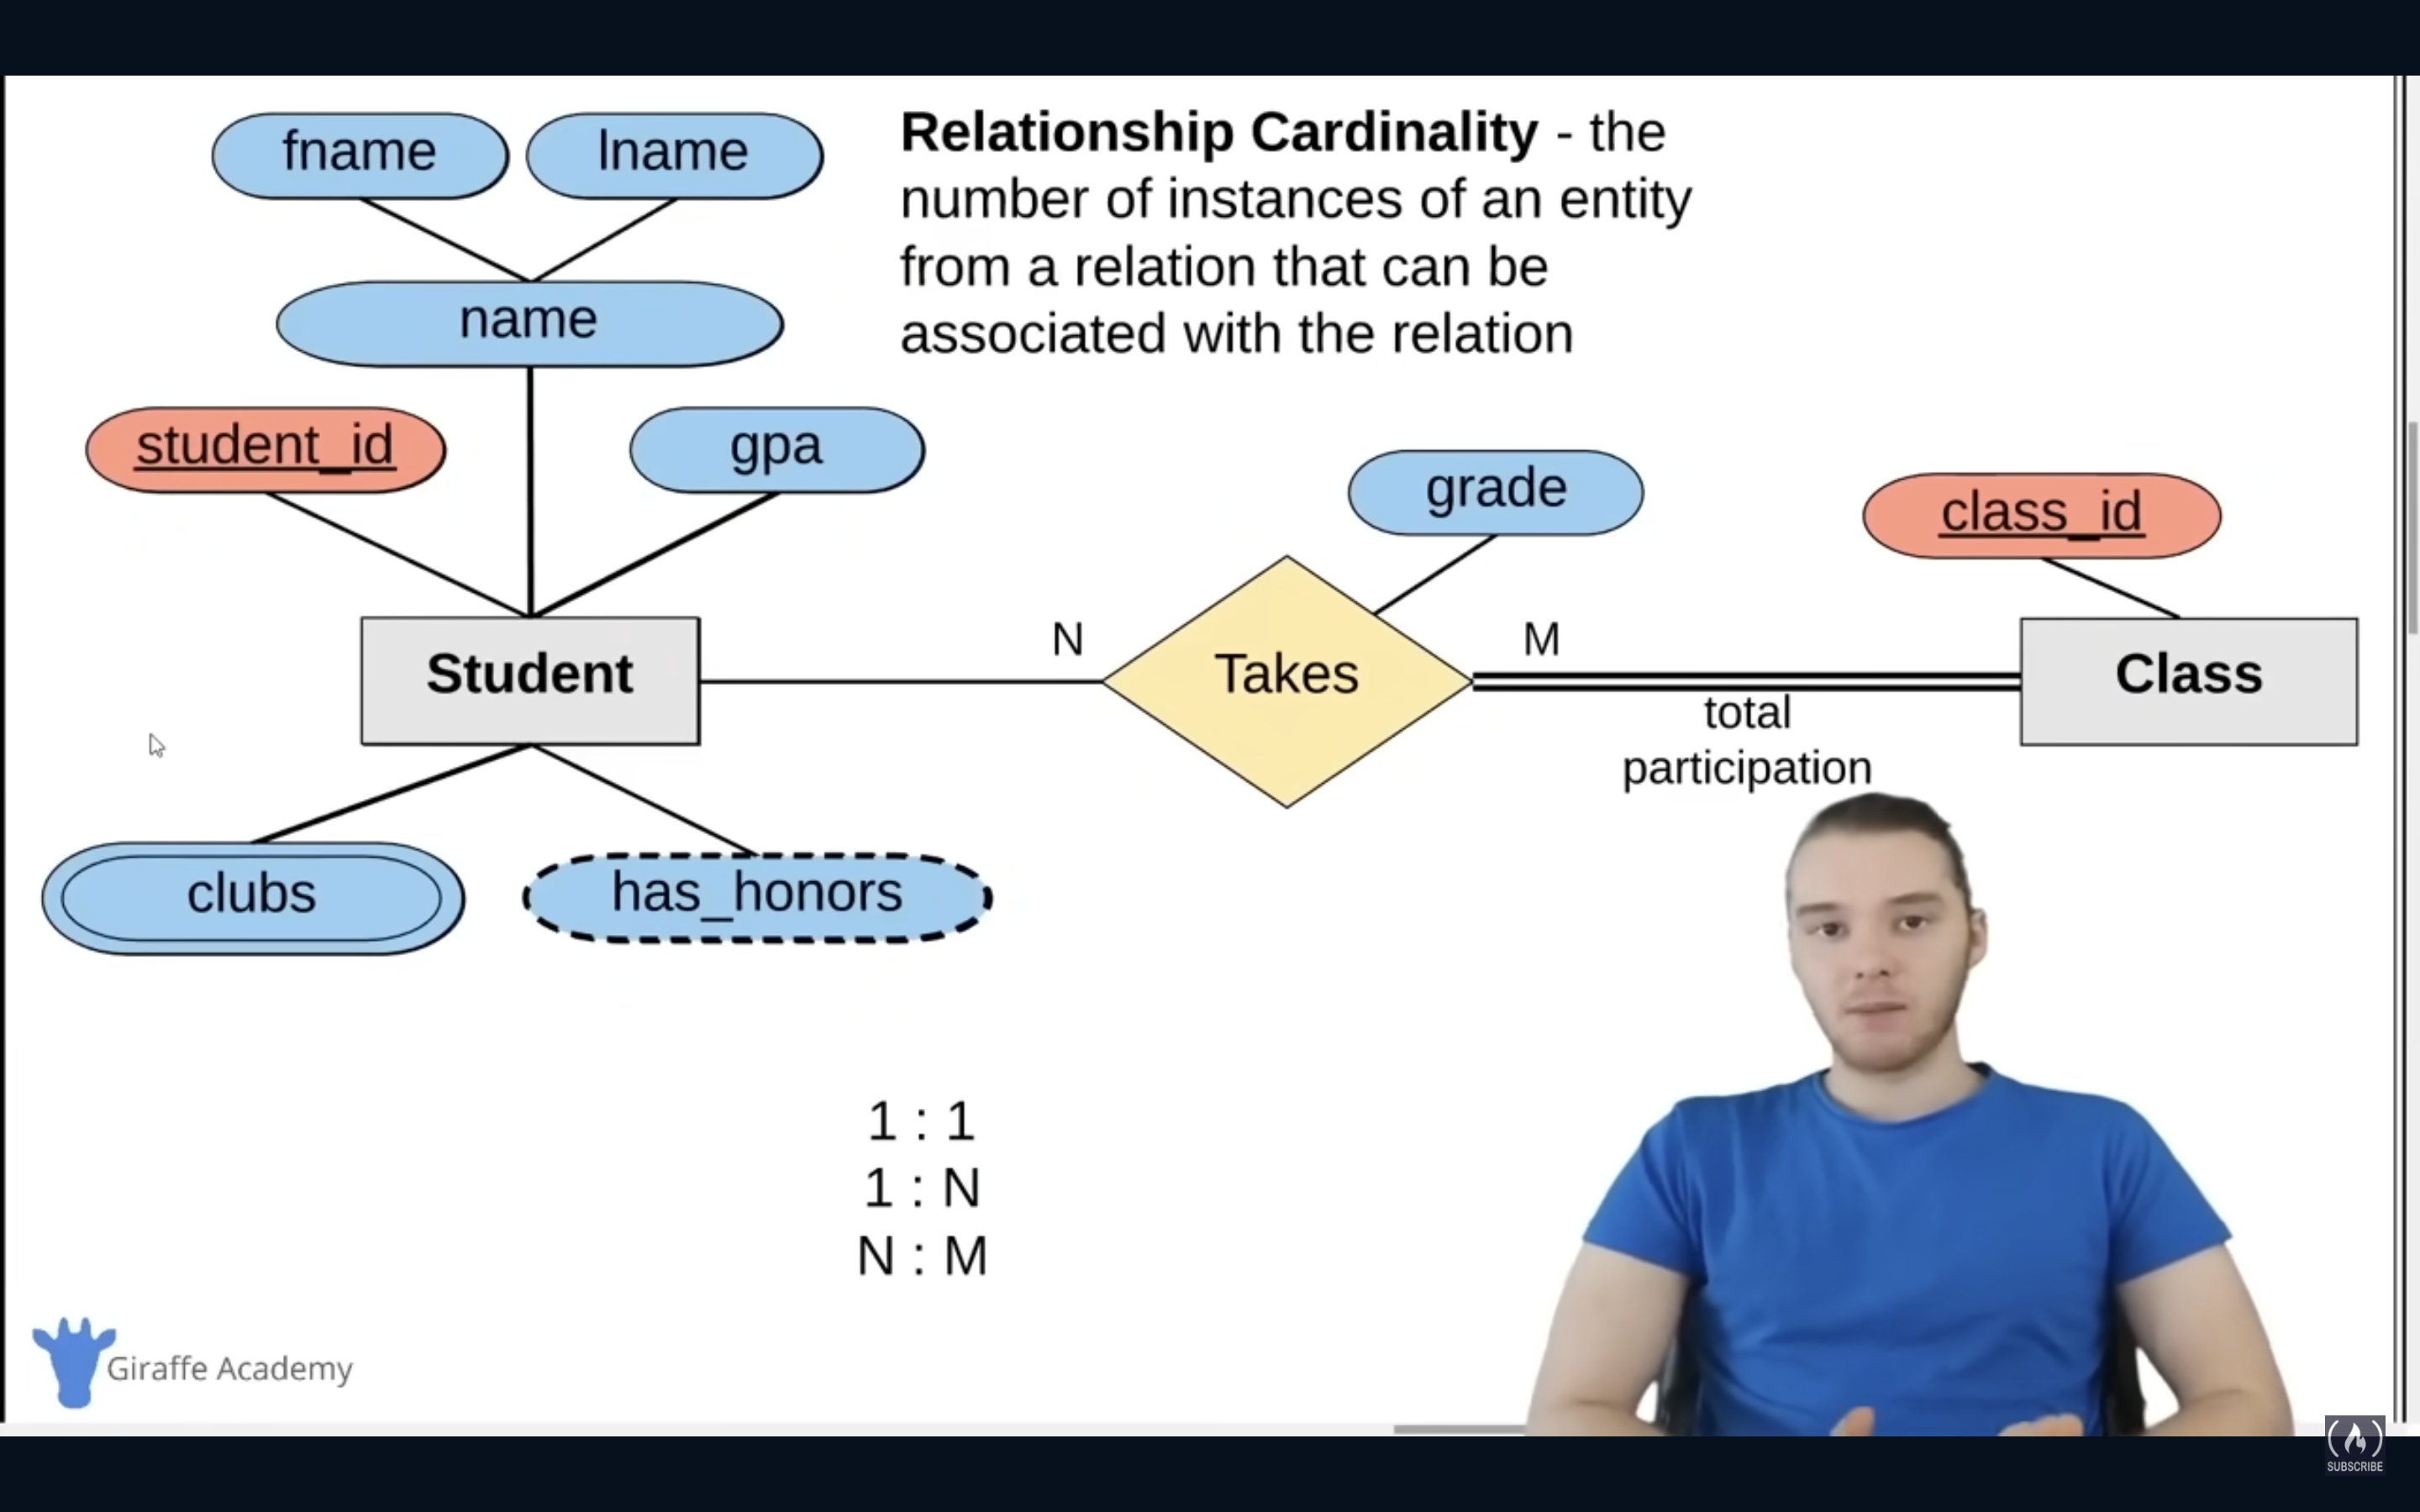 fname
lname
Relationship Cardinality - the
number of instances of an entity
from a relation that can be
associated with the relation
name
student_id
gpa
grade
class_id
Student
N
Takes
M
Class
total
participation
clubs
has_honors
1 : 1
1 : N
N : M
Giraffe Academy
SUBSCRIBE